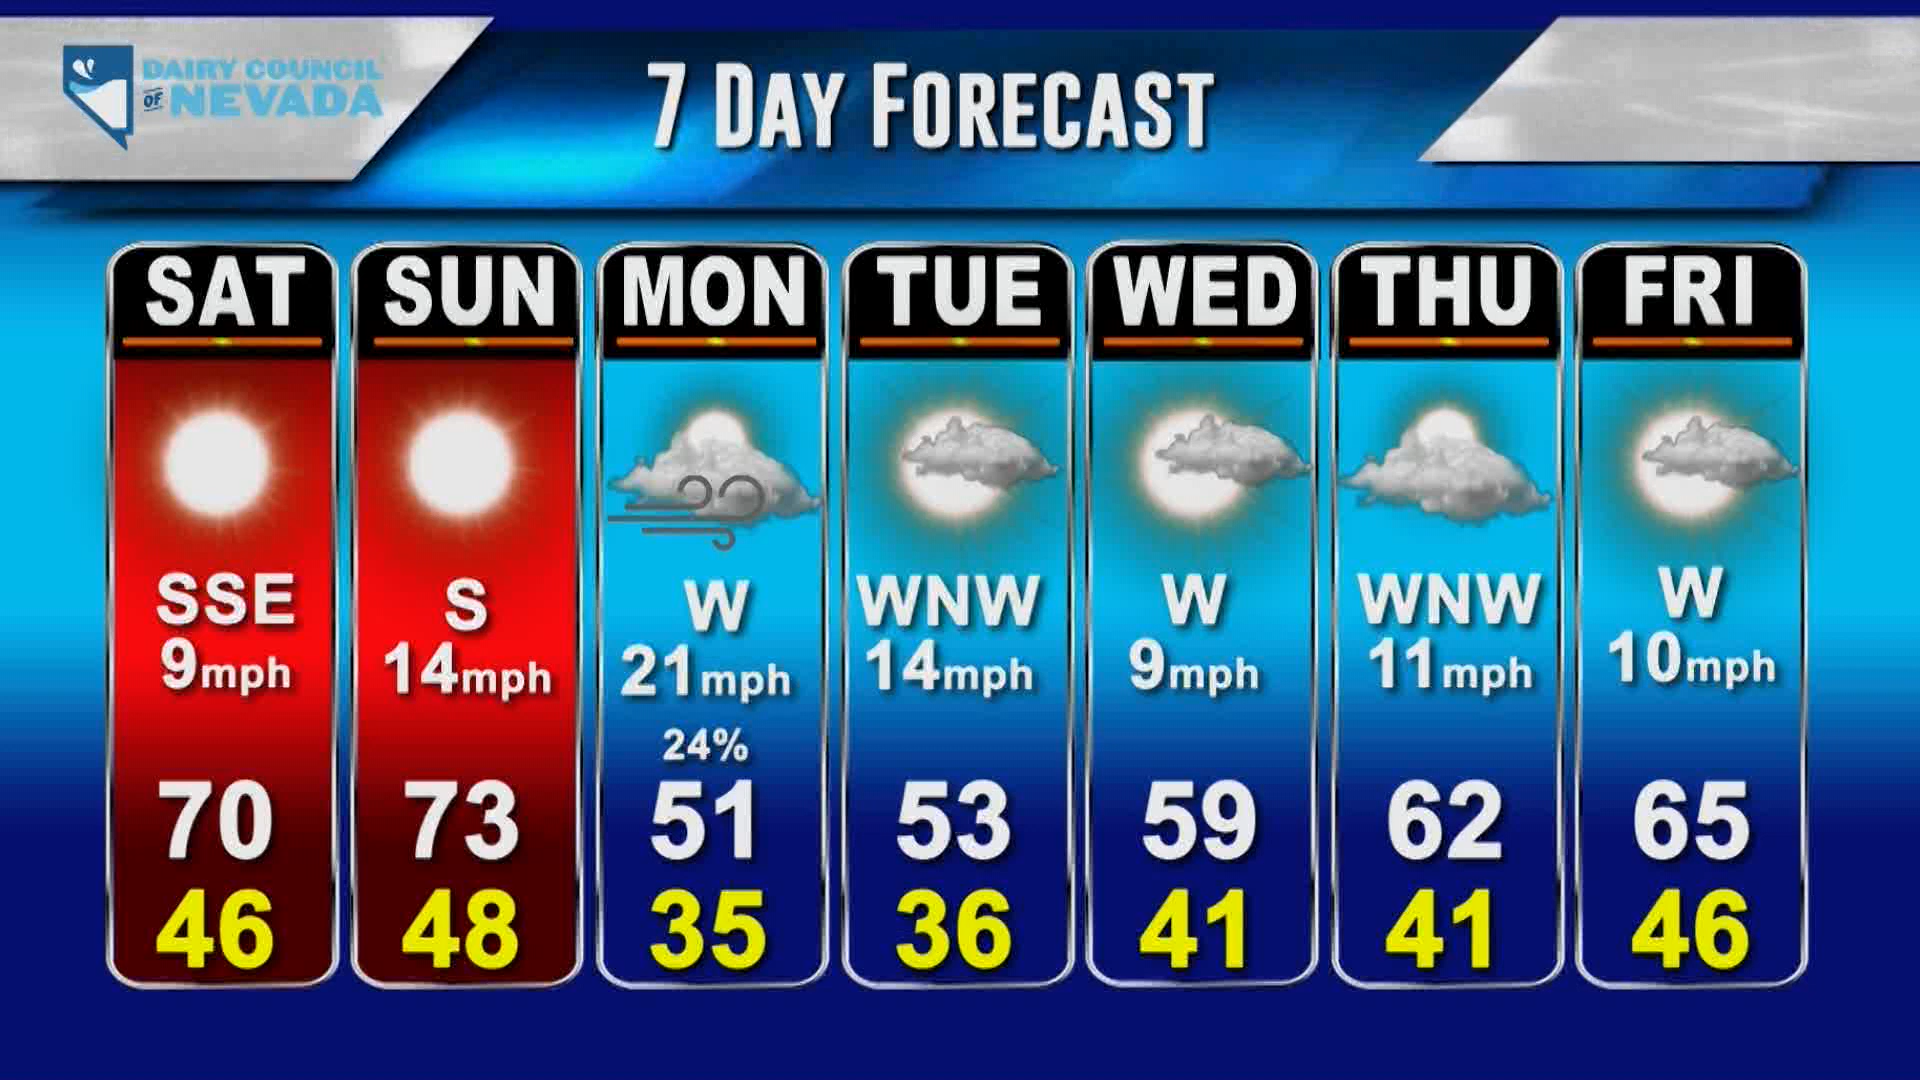 DAIRY COUNCIL
OF NEVADA
7 DAY FORECAST
SAT
SSE
9mph
70
46
SUN
S
14mph
73
48
MON
W
21mph
24%
51
35
TUE
WNW
14mph
53
36
WED
W
9mph
59
41
THU
WNW
11mph
62
41
FRI
W
10mph
65
46